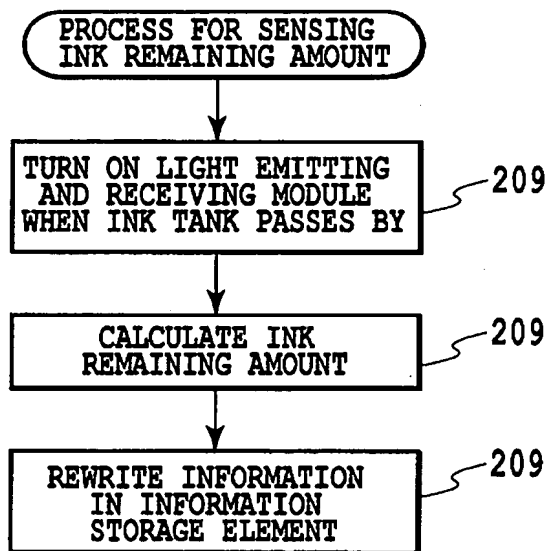 PROCESS FOR SENSING
INK REMAINING AMOUNT
TURN ON LIGHT EMITTING
AND RECEIVING MODULE
WHEN INK TANK PASSES BY
209
CALCULATE INK
REMAINING AMOUNT
209
REWRITE INFORMATION
IN INFORMATION
STORAGE ELEMENT
209